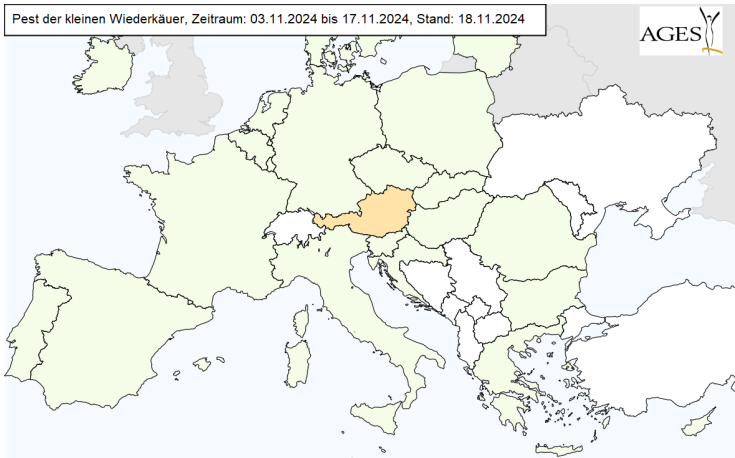 Pest der kleinen Wiederkäuer, Zeitraum: 03.11.2024 bis 17.11.2024, Stand: 18.11.2024
AGES